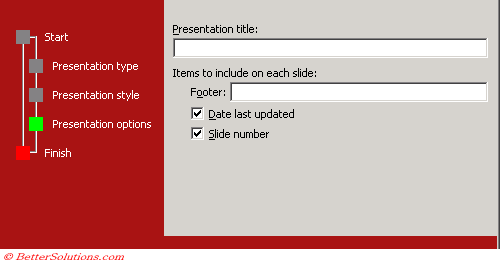 Start
Presentation type
Presentation style
Presentation options
Finish
Presentation title:
Items to include on each slide:
Footer:
Date last updated
Slide number
© BetterSolutions.com